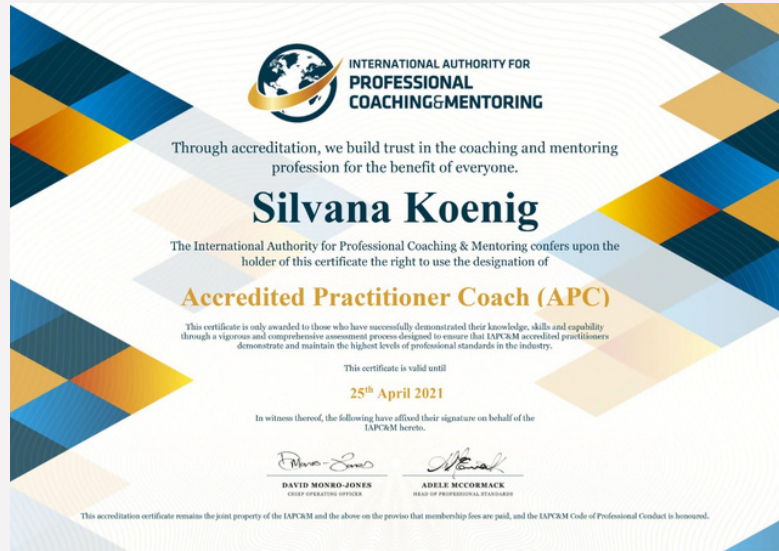 INTERNATIONAL AUTHORITY FOR
PROFESSIONAL
COACHING&MENTORING
Through accreditation, we build trust in the coaching and mentoring
profession for the benefit of everyone.
Silvana Koenig
The International Authority for Professional Coaching & Mentoring confers upon the
holder of this certificate the right to use the designation of
Accredited Practitioner Coach (APC)
This certificate is only awarded to those who have successfully demonstrated their knowledge, skills and capability
through a vigorous and comprehensive assessment process designed to ensure that IAPC&M accredited practitioners
demonstrate and maintain the highest levels of professional standards in the industry.
This certificate is valid until
25th April 2021
In witness thereof, the following have affixed their signature on behalf of the
IAPC&M hereto.
DAVID MONRO-JONES
CHIEF OPERATING OFFICER
ADELE MCCORMACK
HEAD OF PROFESSIONAL STANDARDS
This accreditation certificate remains the joint property of the IAPC&M and the above on the proviso that membership fees are paid, and the IAPC&M Code of Professional Conduct is honoured.